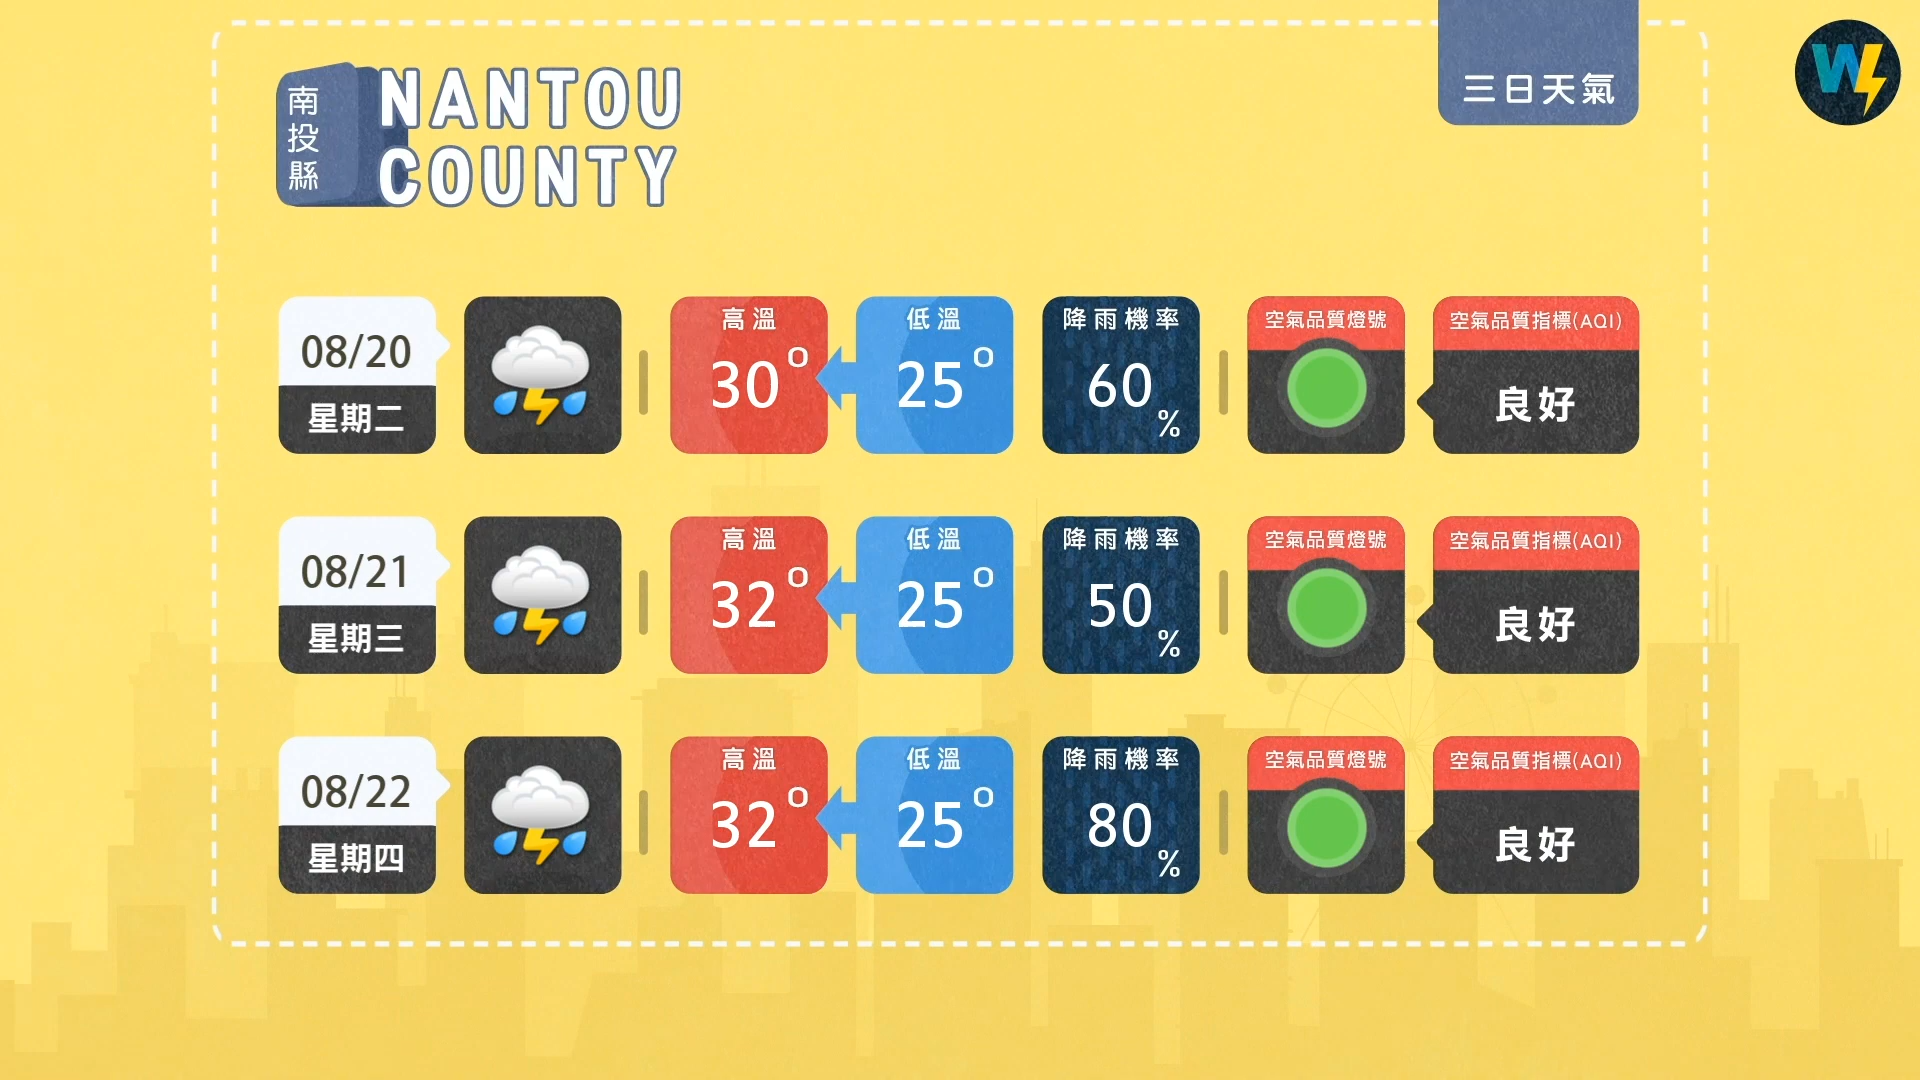 南投縣
NANTOU
COUNTY
三日天氣
W
08/20
星期二
高溫
30°
低溫
25°
降雨機率
60%
空氣品質燈號
空氣品質指標(AQI)
良好
08/21
星期三
高溫
32°
低溫
25°
降雨機率
50%
空氣品質燈號
空氣品質指標(AQI)
良好
08/22
星期四
高溫
32°
低溫
25°
降雨機率
80%
空氣品質燈號
空氣品質指標(AQI)
良好